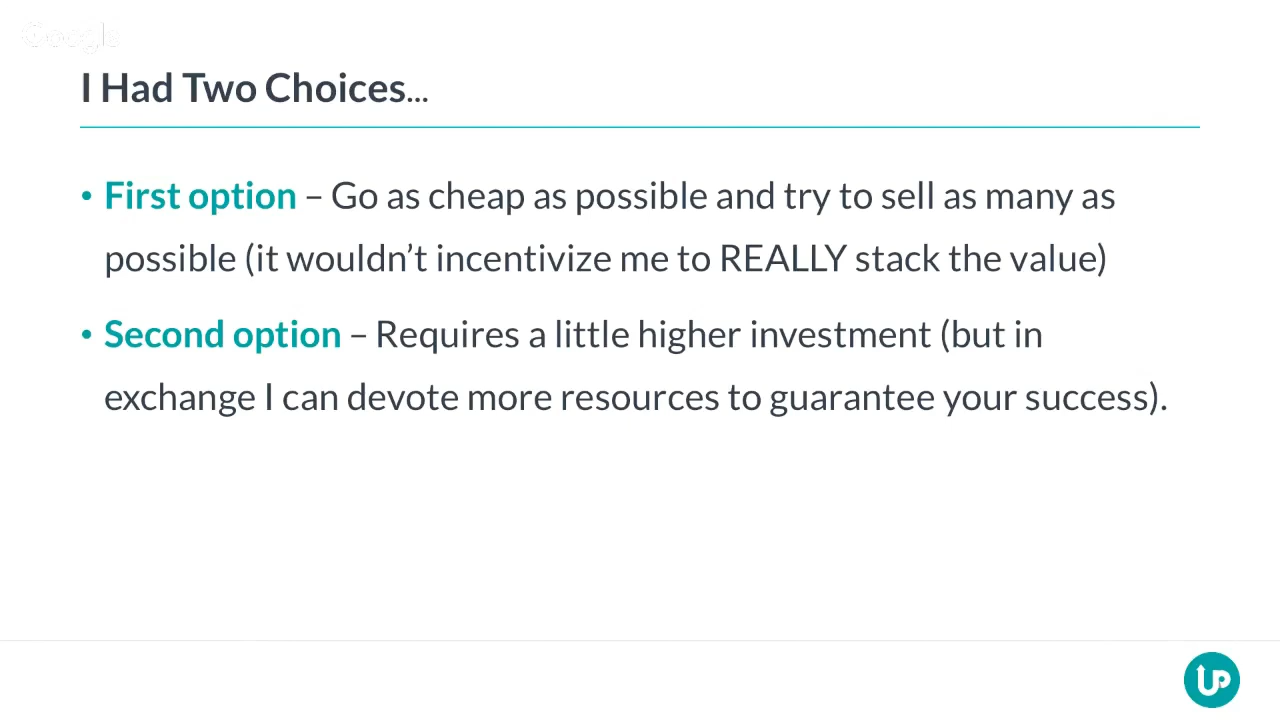 Google
I Had Two Choices...
• First option – Go as cheap as possible and try to sell as many as
possible (it wouldn’t incentivize me to REALLY stack the value)
• Second option – Requires a little higher investment (but in
exchange I can devote more resources to guarantee your success).
UP